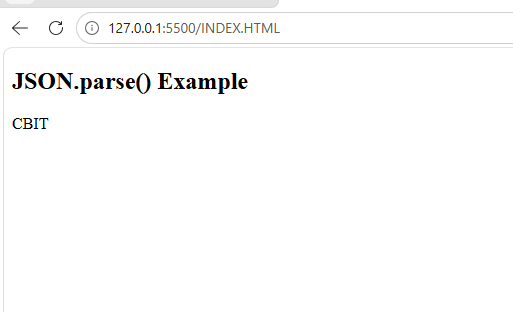 127.0.0.1:5500/INDEX.HTML
JSON.parse() Example
CBIT